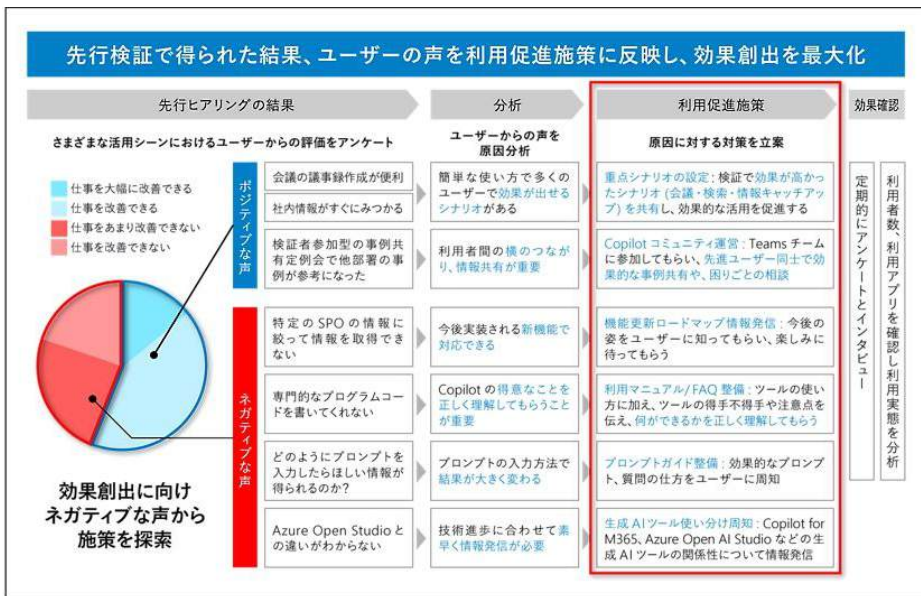 先行検証で得られた結果、ユーザーの声を利用促進施策に反映し、効果創出を最大化
先行ヒアリングの結果
分析
利用促進施策
効果確認
さまざまな活用シーンにおけるユーザーからの評価をアンケート
ユーザーからの声を
原因分析
原因に対する対策を立案
仕事を大幅に改善できる
仕事を改善できる
仕事をあまり改善できない
仕事を改善できない
ポジティブな声
会議の議事録作成が便利
社内情報がすぐにみつかる
簡単な使い方で多くの
ユーザーで効果が出せる
シナリオがある
重点シナリオの設定：検証で効果が高かっ
たシナリオ (会議・検索・情報キャッチアッ
プ) を共有し、効果的な活用を促進する
検証者参加型の事例共
有定例会で他部署の事
例が参考になった
利用者間の横のつなが
り、情報共有が重要
Copilot コミュニティ運営：Teams チーム
に参加してもらい、先進ユーザー同士で効
果的な事例共有や、困りごとの相談
ネガティブな声
特定の SPO の情報に
絞って情報を取得でき
ない
今後実装される新機能で
対応できる
機能更新ロードマップ情報発信：今後の
姿をユーザーに知ってもらい、楽しみに
待ってもらう
専門的なプログラムコー
ドを書いてくれない
Copilot の得意なことを
正しく理解してもらうこと
が重要
利用マニュアル/ FAQ 整備：ツールの使い
方に加え、ツールの得手不得手や注意点を
伝え、何ができるかを正しく理解してもらう
どのようにプロンプトを
入力したらほしい情報が
得られるのか?
プロンプトの入力方法で
結果が大きく変わる
プロンプトガイド整備：効果的なプロンプ
ト、質問の仕方をユーザーに周知
Azure Open Studio と
の違いがわからない
技術進歩に合わせて素
早く情報発信が必要
生成 AI ツール使い分け周知：Copilot for
M365、Azure Open AI Studio などの生
成 AI ツールの関係性について情報発信
効果創出に向け
ネガティブな声から
施策を探索
定期的にアンケートとインタビュー
利用者数、利用アプリを確認し利用実態を分析